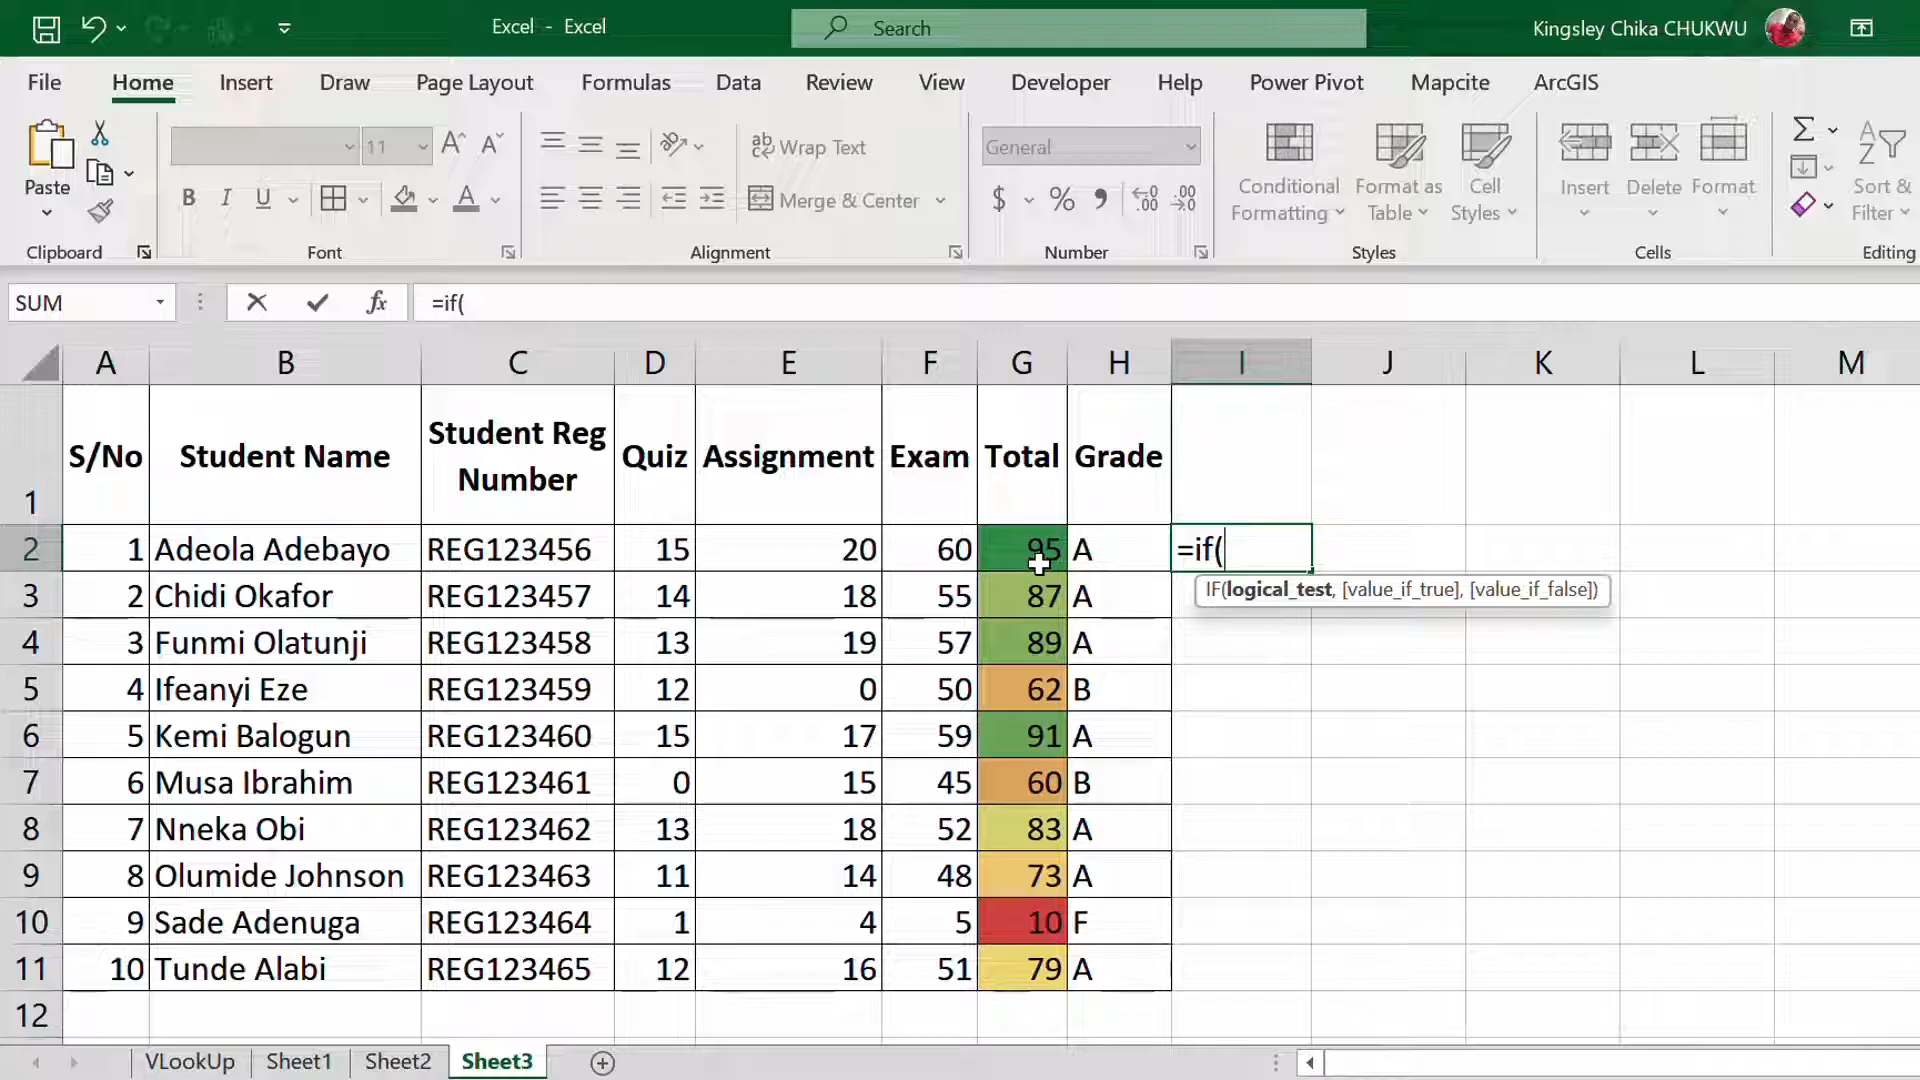 Excel - Excel
Search
Kingsley Chika CHUKWU
File Home Insert Draw Page Layout Formulas Data Review View Developer Help Power Pivot Mapcite ArcGIS
Paste
11
Wrap Text
General
B I U
A
Merge & Center
$ % ,
Conditional Formatting
Format as Table
Cell Styles
Insert Delete Format
Sort & Filter
Clipboard Font Alignment Number Styles Cells Editing
SUM fx =if(
A B C D E F G H I J K L M
1 S/No Student Name Student Reg Number Quiz Assignment Exam Total Grade
2 1 Adeola Adebayo REG123456 15 20 60 95 A =if(
IF(logical_test, [value_if_true], [value_if_false])
3 2 Chidi Okafor REG123457 14 18 55 87 A
4 3 Funmi Olatunji REG123458 13 19 57 89 A
5 4 Ifeanyi Eze REG123459 12 0 50 62 B
6 5 Kemi Balogun REG123460 15 17 59 91 A
7 6 Musa Ibrahim REG123461 0 15 45 60 B
8 7 Nneka Obi REG123462 13 18 52 83 A
9 8 Olumide Johnson REG123463 11 14 48 73 A
10 9 Sade Adenuga REG123464 1 4 5 10 F
11 10 Tunde Alabi REG123465 12 16 51 79 A
12
VLookUp Sheet1 Sheet2 Sheet3